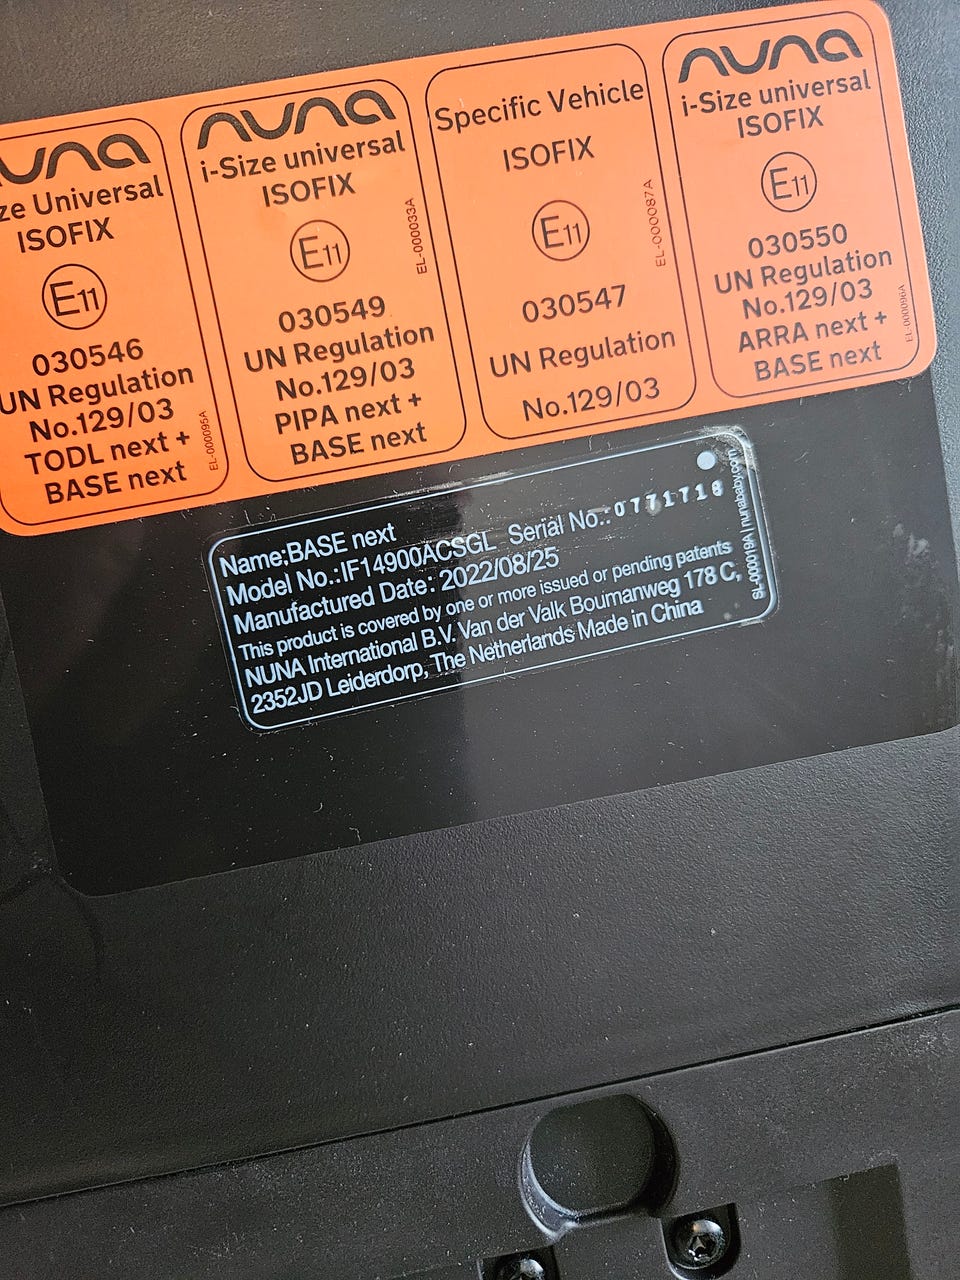 nuna
ze Universal
ISOFIX
E11
030546
UN Regulation
No.129/03
TODL next +
BASE next
EL-000095A
nuna
i-Size universal
ISOFIX
E11
030549
UN Regulation
No.129/03
PIPA next +
BASE next
EL-000033A
Specific Vehicle
ISOFIX
E11
030547
UN Regulation
No.129/03
EL-000087A
nuna
i-Size universal
ISOFIX
E11
030550
UN Regulation
No.129/03
ARRA next +
BASE next
EL-000096A
Name:BASE next
Model No.:IF14900ACSGL Serial No.:
Manufactured Date: 2022/08/25
This product is covered by one or more issued or pending patents
NUNA International B.V. Van der Valk Boumanweg 178 C,
2352JD Leiderdorp, The Netherlands Made in China
SL-000019A | nunababy.com